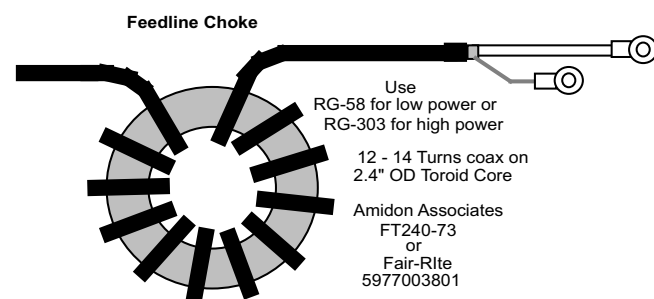 Feedline Choke
Use
RG-58 for low power or
RG-303 for high power
12 - 14 Turns coax on
2.4" OD Toroid Core
Amidon Associates
FT240-73
or
Fair-RIte
5977003801